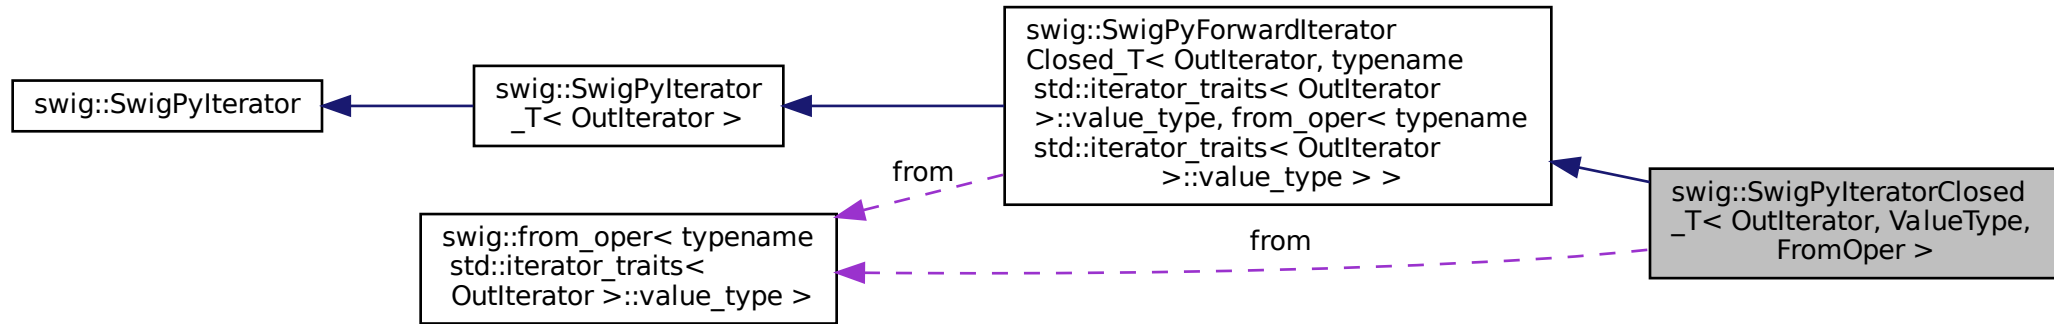 swig::SwigPyIterator
swig::SwigPyIterator
_T< OutIterator >
swig::SwigPyForwardIterator
Closed_T< OutIterator, typename
std::iterator_traits< OutIterator
>::value_type, from_oper< typename
std::iterator_traits< OutIterator
>::value_type > >
from
swig::from_oper< typename
std::iterator_traits<
OutIterator >::value_type >
from
swig::SwigPyIteratorClosed
_T< OutIterator, ValueType,
FromOper >